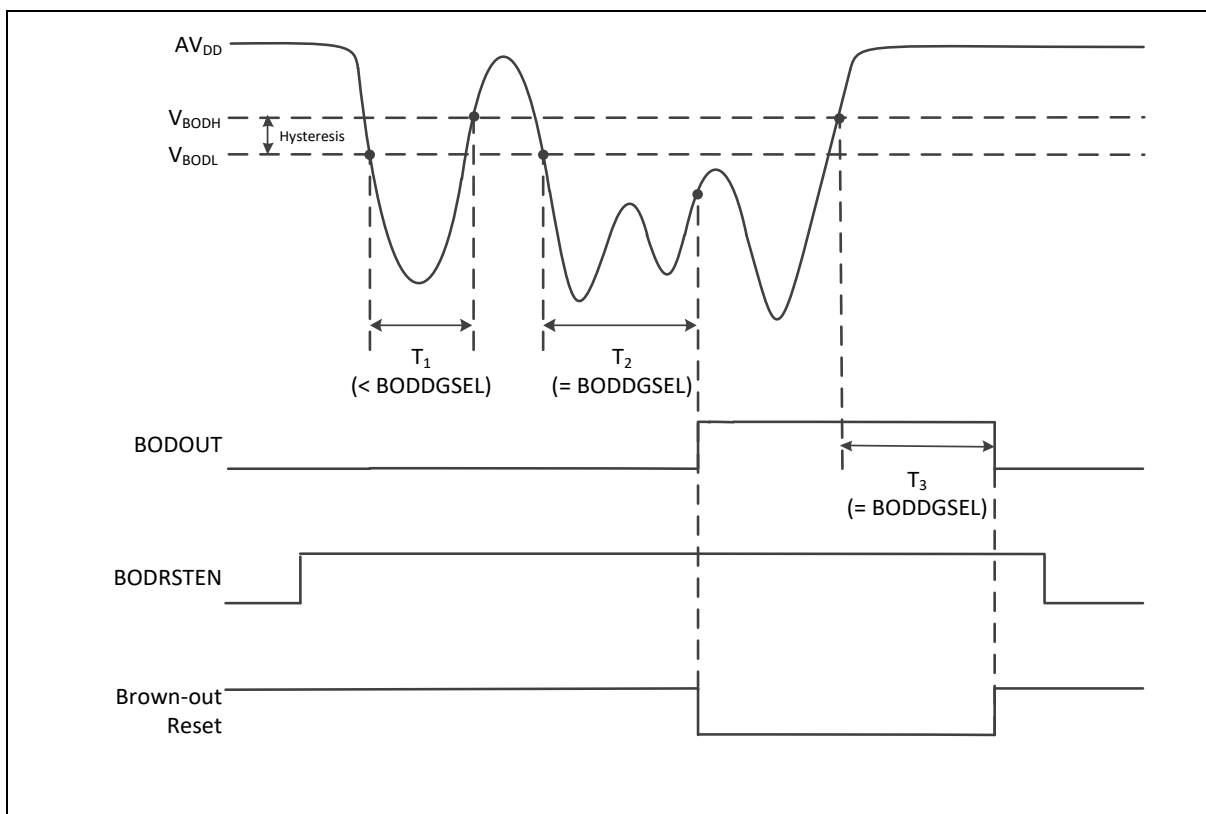 AVDD
VBODH
Hysteresis
VBODL
T1
(< BODDGSEL)
T2
(= BODDGSEL)
BODOUT
T3
(= BODDGSEL)
BODRSTEN
Brown-out
Reset